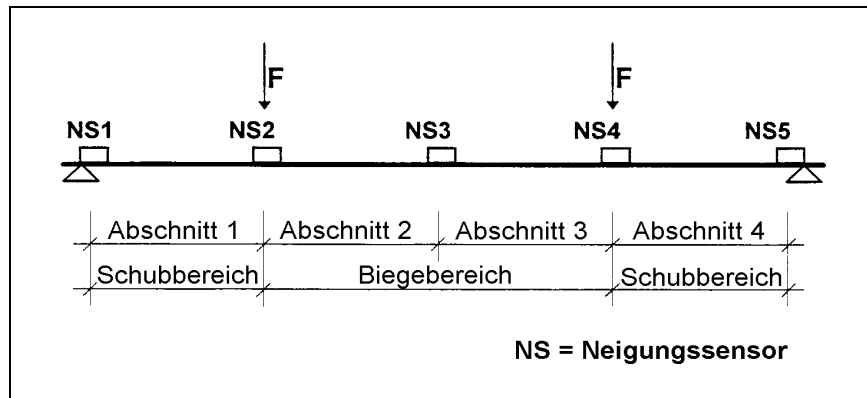 F F
NS1 NS2 NS3 NS4 NS5
Abschnitt 1 Abschnitt 2 Abschnitt 3 Abschnitt 4
Schubbereich Biegebereich Schubbereich
NS = Neigungssensor